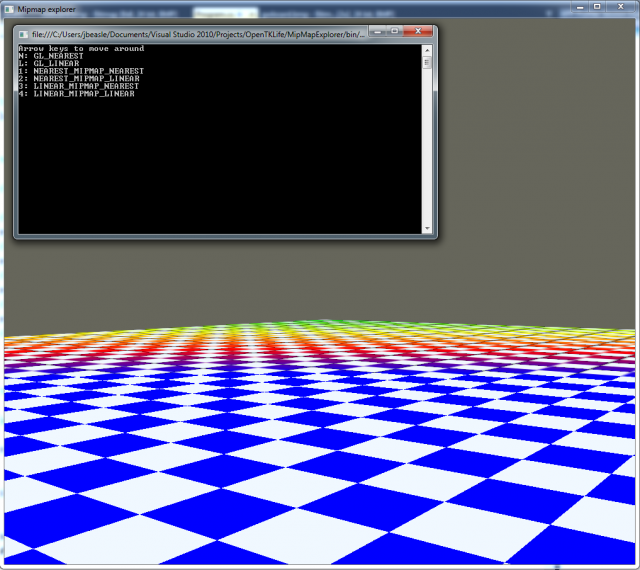 Mipmap explorer
file:///C:/Users/jbeasle/Documents/Visual Studio 2010/Projects/OpenTKLife/MipMapExplorer/bin/...
Arrow keys to move around
N: GL_NEAREST
L: GL_LINEAR
1: NEAREST_MIPMAP_NEAREST
2: NEAREST_MIPMAP_LINEAR
3: LINEAR_MIPMAP_NEAREST
4: LINEAR_MIPMAP_LINEAR